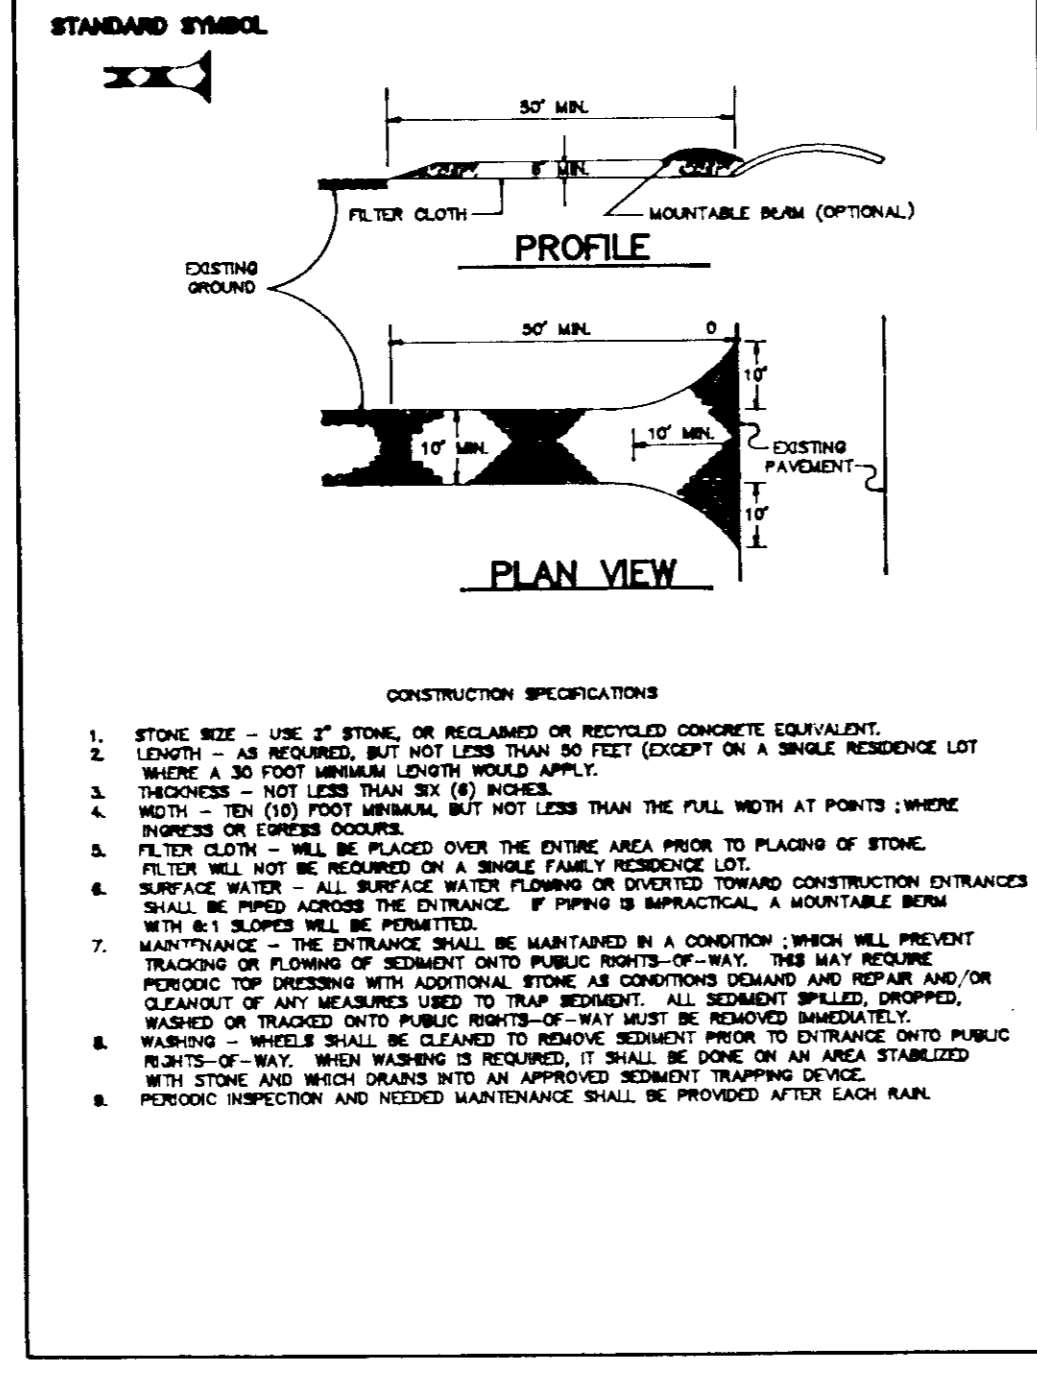 STANDARD SYMBOL
50' MIN.
6" MIN.
FILTER CLOTH
MOUNTABLE BEAM (OPTIONAL)
PROFILE
EXISTING
GROUND
50' MIN.
0
10'
10' MIN.
10' MIN.
EXISTING
PAVEMENT
10'
PLAN VIEW
CONSTRUCTION SPECIFICATIONS
1. STONE SIZE – USE 2" STONE, OR RECLAIMED OR RECYCLED CONCRETE EQUIVALENT.
2. LENGTH – AS REQUIRED, BUT NOT LESS THAN 50 FEET (EXCEPT ON A SINGLE RESIDENCE LOT
WHERE A 30 FOOT MINIMUM LENGTH WOULD APPLY.
3. THICKNESS – NOT LESS THAN SIX (6) INCHES.
4. WIDTH – TEN (10) FOOT MINIMUM, BUT NOT LESS THAN THE FULL WIDTH AT POINTS ;WHERE
INGRESS OR EGRESS OCCURS.
5. FILTER CLOTH – WILL BE PLACED OVER THE ENTIRE AREA PRIOR TO PLACING OF STONE.
FILTER WILL NOT BE REQUIRED ON A SINGLE FAMILY RESIDENCE LOT.
6. SURFACE WATER – ALL SURFACE WATER FLOWING OR DIVERTED TOWARD CONSTRUCTION ENTRANCES
SHALL BE PIPED ACROSS THE ENTRANCE. IF PIPING IS IMPRACTICAL, A MOUNTABLE BERM
WITH SLOPES WILL BE PERMITTED.
7. MAINTENANCE – THE ENTRANCE SHALL BE MAINTAINED IN A CONDITION ;WHICH WILL PREVENT
TRACKING OR FLOWING OF SEDIMENT ONTO PUBLIC RIGHTS–OF–WAY. THIS MAY REQUIRE
PERIODIC TOP DRESSING WITH ADDITIONAL STONE AS CONDITIONS DEMAND AND REPAIR AND/OR
CLEANOUT OF ANY MEASURES USED TO TRAP SEDIMENT. ALL SEDIMENT SPILLED, DROPPED,
WASHED OR TRACKED ONTO PUBLIC RIGHTS–OF–WAY MUST BE REMOVED IMMEDIATELY.
8. WASHING – WHEELS SHALL BE CLEANED TO REMOVE SEDIMENT PRIOR TO ENTRANCE ONTO PUBLIC
RIGHTS–OF–WAY. WHEN WASHING IS REQUIRED, IT SHALL BE DONE ON AN AREA STABILIZED
WITH STONE AND WHICH DRAINS INTO AN APPROVED SEDIMENT TRAPPING DEVICE.
9. PERIODIC INSPECTION AND NEEDED MAINTENANCE SHALL BE PROVIDED AFTER EACH RAIN.